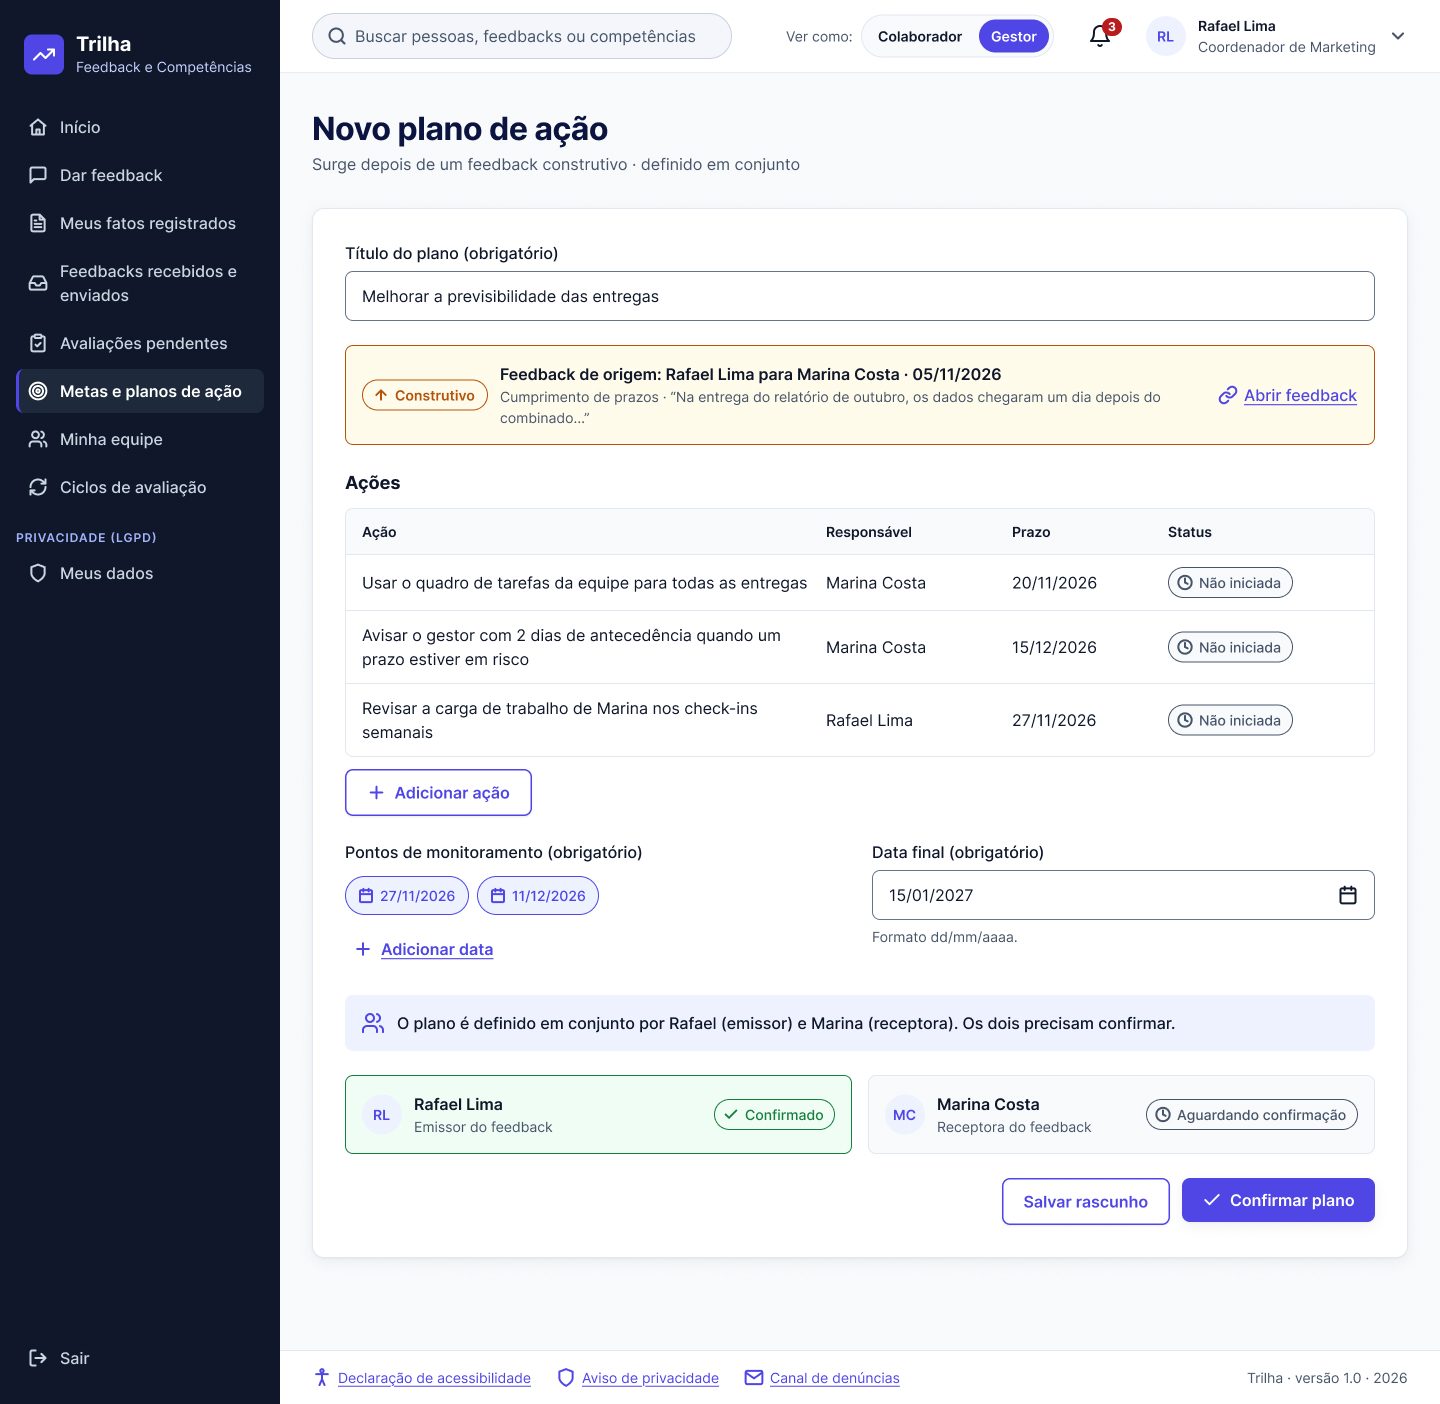 Trilha
Feedback e Competências
Início
Dar feedback
Meus fatos registrados
Feedbacks recebidos e
enviados
Avaliações pendentes
Metas e planos de ação
Minha equipe
Ciclos de avaliação
PRIVACIDADE (LGPD)
Meus dados
Sair
Buscar pessoas, feedbacks ou competências
Ver como:
Colaborador
Gestor
3
RL
Rafael Lima
Coordenador de Marketing
Novo plano de ação
Surge depois de um feedback construtivo · definido em conjunto
Título do plano (obrigatório)
Melhorar a previsibilidade das entregas
Construtivo
Feedback de origem: Rafael Lima para Marina Costa · 05/11/2026
Cumprimento de prazos · “Na entrega do relatório de outubro, os dados chegaram um dia depois do
combinado…”
Abrir feedback
Ações
Ação Responsável Prazo Status
Usar o quadro de tarefas da equipe para todas as entregas Marina Costa 20/11/2026 Não iniciada
Avisar o gestor com 2 dias de antecedência quando um
prazo estiver em risco
Marina Costa 15/12/2026 Não iniciada
Revisar a carga de trabalho de Marina nos check-ins
semanais
Rafael Lima 27/11/2026 Não iniciada
Adicionar ação
Pontos de monitoramento (obrigatório)
27/11/2026 11/12/2026
Adicionar data
Data final (obrigatório)
15/01/2027
Formato dd/mm/aaaa.
O plano é definido em conjunto por Rafael (emissor) e Marina (receptora). Os dois precisam confirmar.
RL
Rafael Lima
Emissor do feedback
Confirmado
MC
Marina Costa
Receptora do feedback
Aguardando confirmação
Salvar rascunho
Confirmar plano
Declaração de acessibilidade
Aviso de privacidade
Canal de denúncias
Trilha · versão 1.0 · 2026